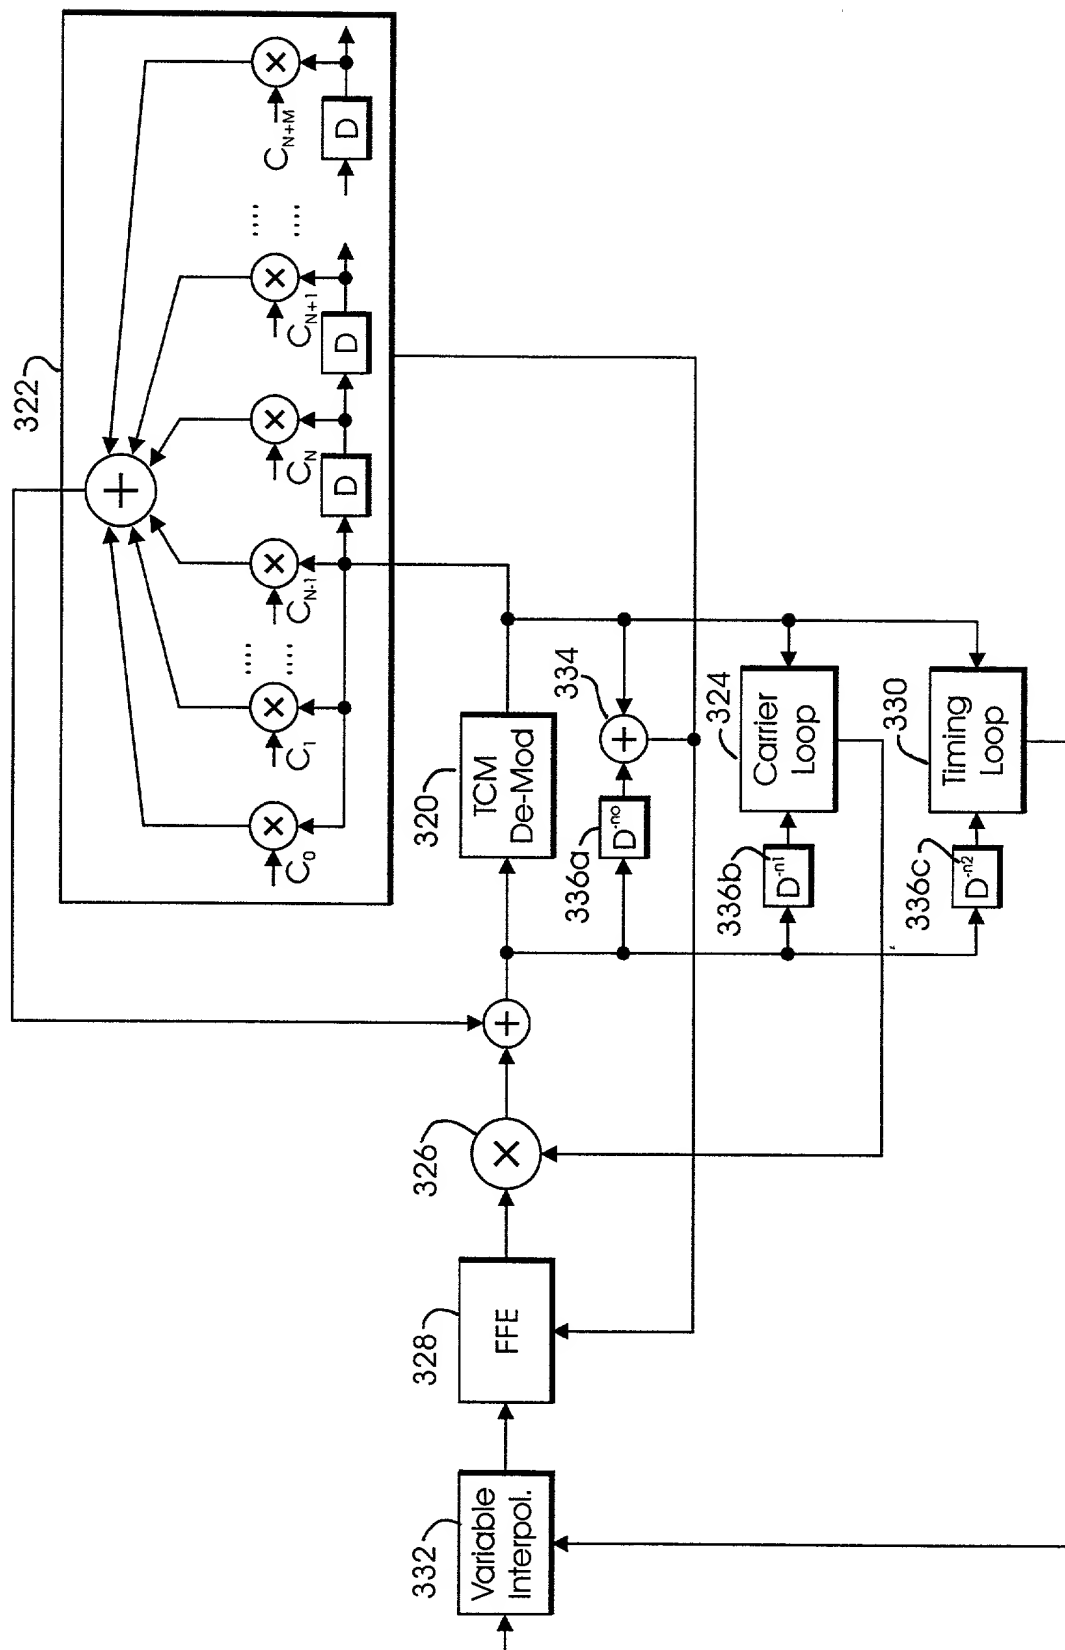 322
C0
C1
....
....
CN-1
CN
CN+1
....
....
CN+M
D
D
D
332
Variable
Interpol.
328
FFE
326
320
TCM
De-Mod
334
336a
D-no
324
Carrier
Loop
336b
D-n1
330
Timing
Loop
336c
D-n2